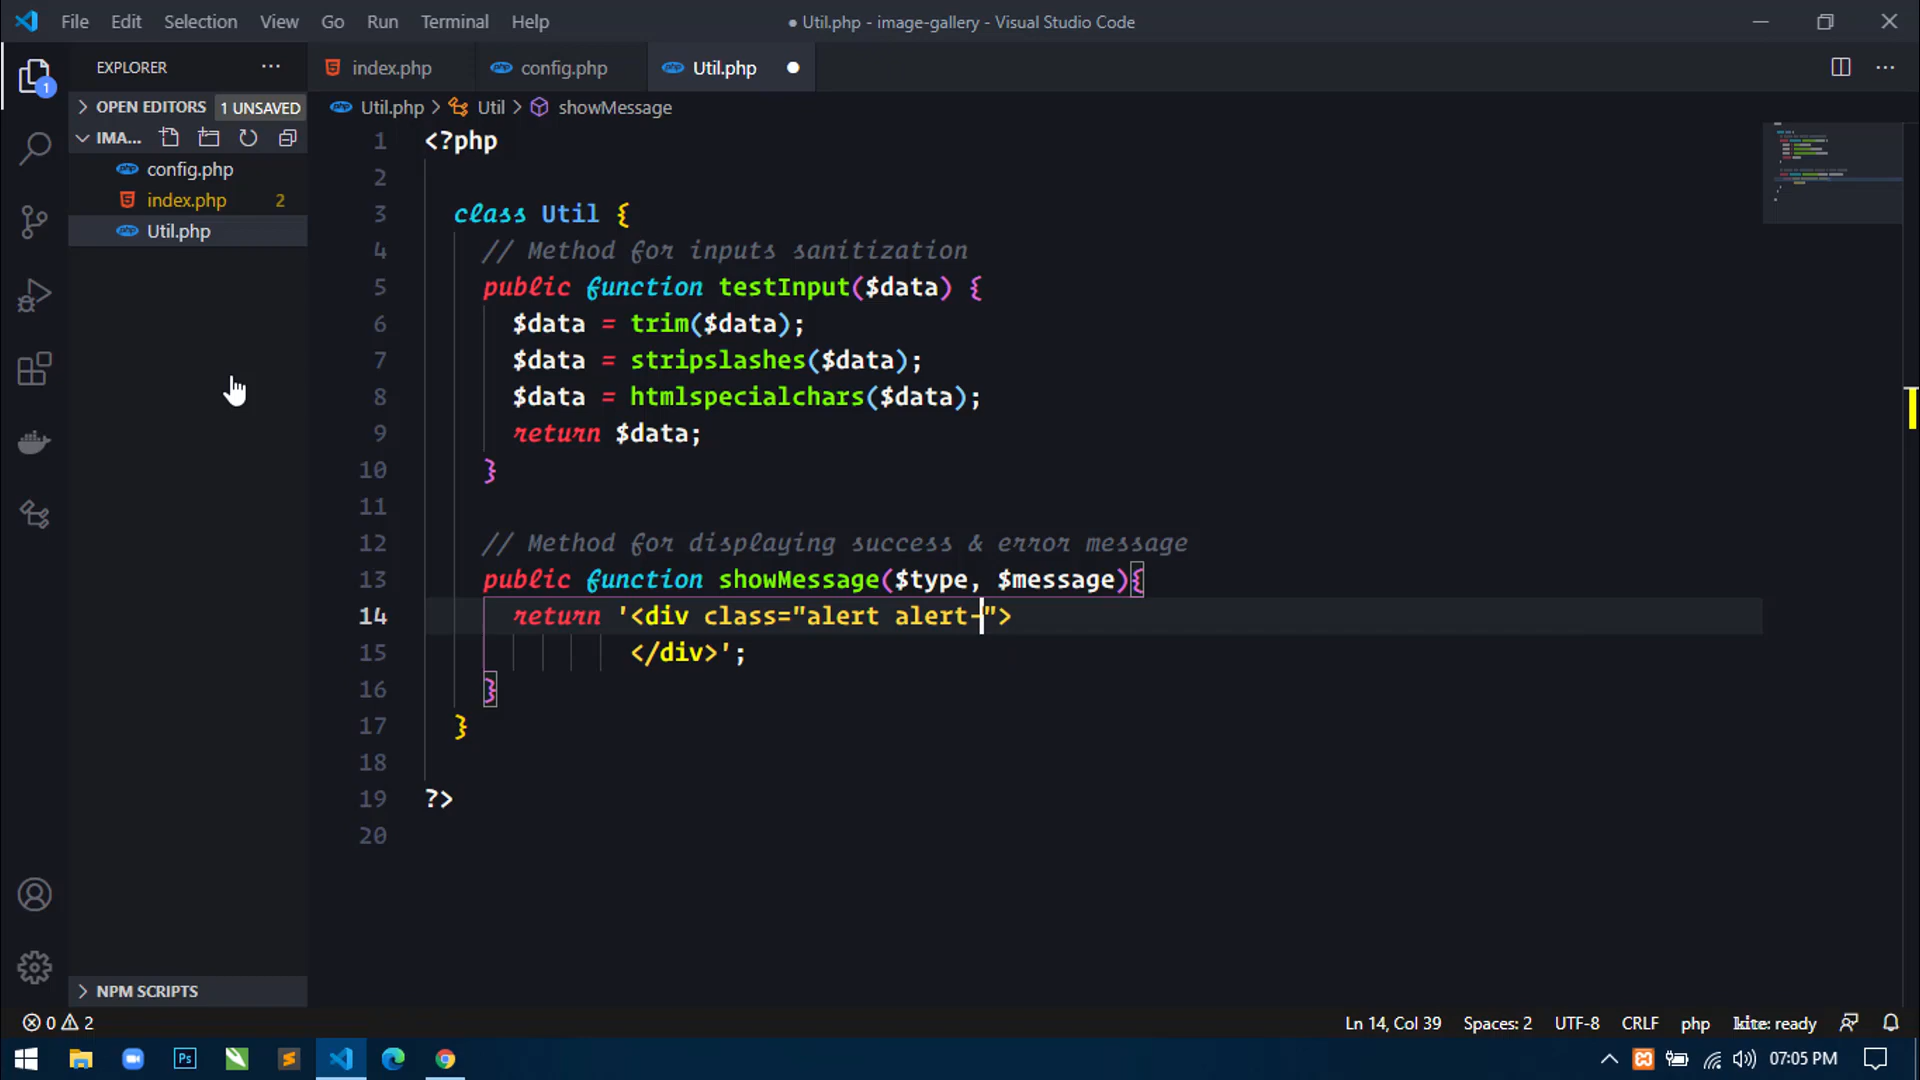 File Edit Selection View Go Run Terminal Help
● Util.php - image-gallery - Visual Studio Code
EXPLORER
OPEN EDITORS 1 UNSAVED
IMA...
config.php
index.php 2
Util.php
NPM SCRIPTS
1
index.php config.php Util.php
Util.php > Util > showMessage
1 <?php
2
3 class Util {
4 // Method for inputs sanitization
5 public function testInput($data) {
6 $data = trim($data);
7 $data = stripslashes($data);
8 $data = htmlspecialchars($data);
9 return $data;
10 }
11
12 // Method for displaying success & error message
13 public function showMessage($type, $message){
14 return '<div class="alert alert-">
15 </div>';
16 }
17 }
18
19 ?>
20
0 2
Ln 14, Col 39 Spaces: 2 UTF-8 CRLF php kite: ready
Ps
07:05 PM